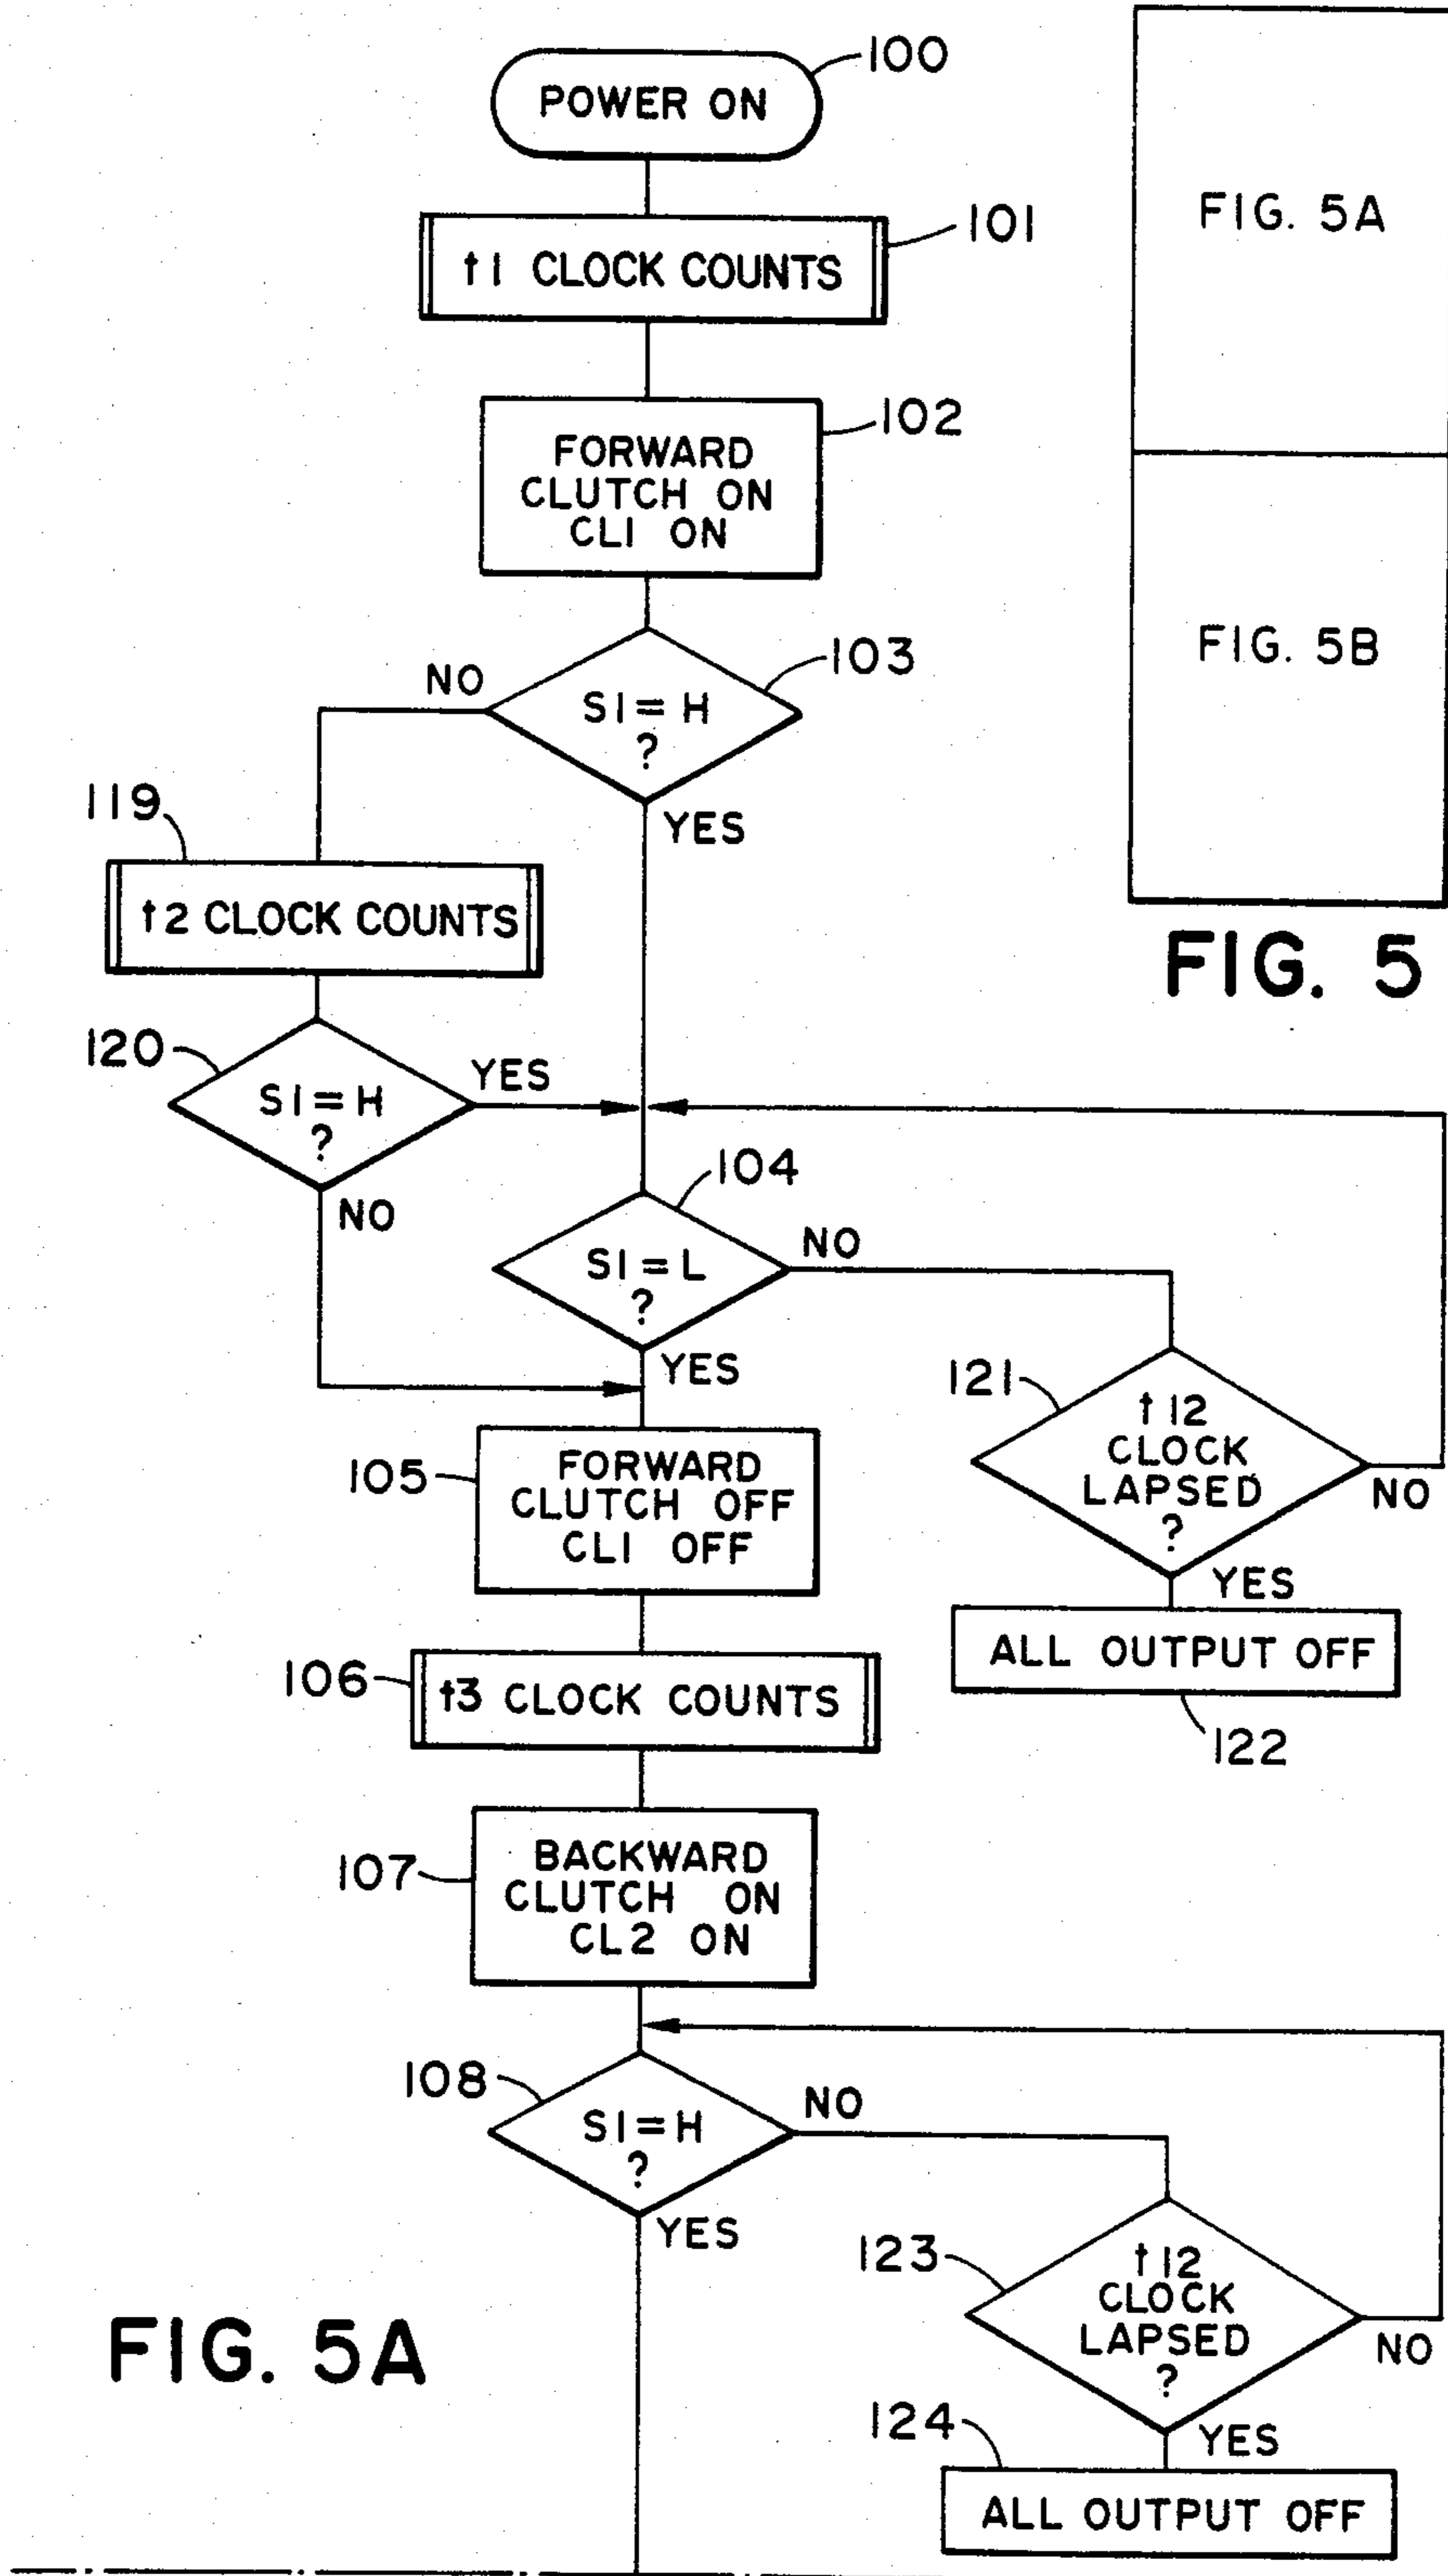 100
POWER ON
101
t1 CLOCK COUNTS
102
FORWARD
CLUTCH ON
CL1 ON
103
NO
S1=H
?
YES
119
t2 CLOCK COUNTS
120
S1=H
?
YES
NO
104
S1=L
?
NO
YES
121
t12
CLOCK
LAPSED
?
NO
YES
ALL OUTPUT OFF
122
105
FORWARD
CLUTCH OFF
CL1 OFF
106
t3 CLOCK COUNTS
107
BACKWARD
CLUTCH ON
CL2 ON
108
S1=H
?
NO
YES
123
t12
CLOCK
LAPSED
?
NO
YES
124
ALL OUTPUT OFF
FIG. 5A
FIG. 5B
FIG. 5
FIG. 5A